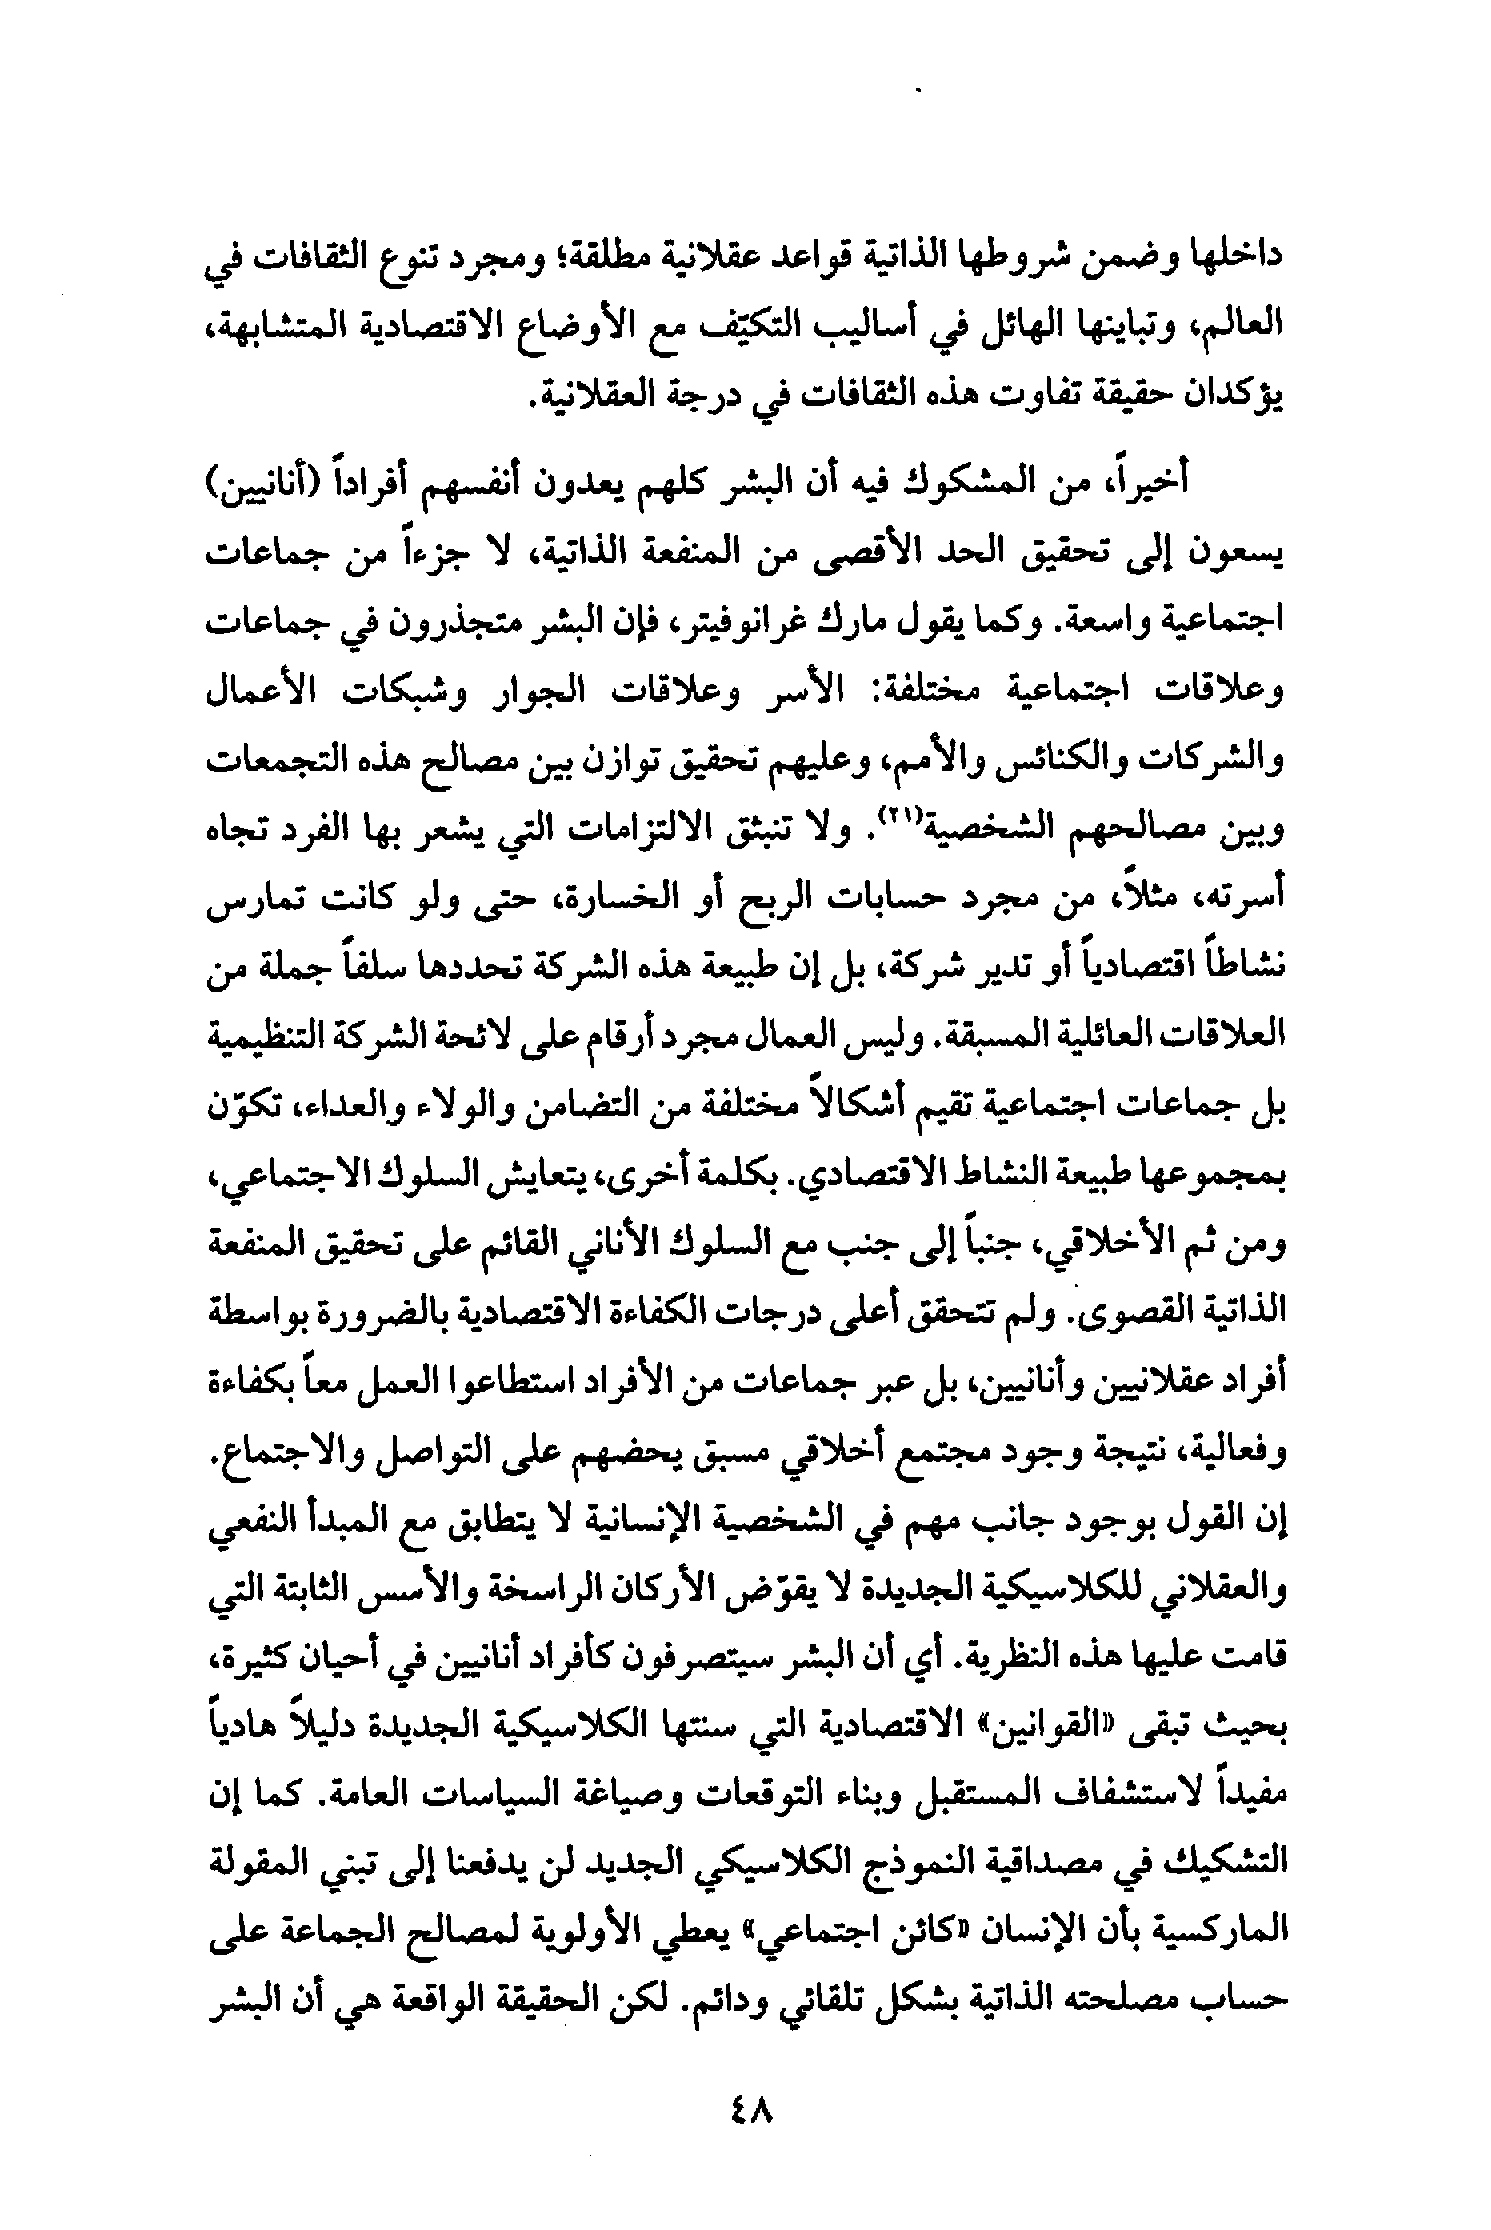 داخلها وضمن شروطها الذاتية قواعد عقلانية مطلقة؛ ومجرد تنوع الثقافات في
العالم، وتباينها الهائل في أساليب التكيّف مع الأوضاع الاقتصادية المتشابهة،
يؤكدان حقيقة تفاوت هذه الثقافات في درجة العقلانية.
أخيراً، من المشكوك فيه أن البشر كلهم يعدون أنفسهم أفراداً (أنانيين)
يسعون إلى تحقيق الحد الأقصى من المنفعة الذاتية، لا جزءاً من جماعات
اجتماعية واسعة. وكما يقول مارك غرانوفيتر، فإن البشر متجذرون في جماعات
وعلاقات اجتماعية مختلفة: الأسر وعلاقات الجوار وشبكات الأعمال
والشركات والكنائس والأمم، وعليهم تحقيق توازن بين مصالح هذه التجمعات
وبين مصالحهم الشخصية(٢١). ولا تنبثق الالتزامات التي يشعر بها الفرد تجاه
أسرته، مثلاً، من مجرد حسابات الربح أو الخسارة، حتى ولو كانت تمارس
نشاطاً اقتصادياً أو تدير شركة، بل إن طبيعة هذه الشركة تحددها سلفاً جملة من
العلاقات العائلية المسبقة. وليس العمال مجرد أرقام على لائحة الشركة التنظيمية
بل جماعات اجتماعية تقيم أشكالاً مختلفة من التضامن والولاء والعداء، تكوّن
بمجموعها طبيعة النشاط الاقتصادي. بكلمة أخرى، يتعايش السلوك الاجتماعي،
ومن ثم الأخلاقي، جنباً إلى جنب مع السلوك الأناني القائم على تحقيق المنفعة
الذاتية القصوى. ولم تتحقق أعلى درجات الكفاءة الاقتصادية بالضرورة بواسطة
أفراد عقلانيين وأنانيين، بل عبر جماعات من الأفراد استطاعوا العمل معاً بكفاءة
وفعالية، نتيجة وجود مجتمع أخلاقي مسبق يحضهم على التواصل والاجتماع.
إن القول بوجود جانب مهم في الشخصية الإنسانية لا يتطابق مع المبدأ النفعي
والعقلاني للكلاسيكية الجديدة لا يقوّض الأركان الراسخة والأسس الثابتة التي
قامت عليها هذه النظرية. أي أن البشر سيتصرفون كأفراد أنانيين في أحيان كثيرة،
بحيث تبقى «القوانين» الاقتصادية التي سنتها الكلاسيكية الجديدة دليلاً هادياً
مفيداً لاستشفاف المستقبل وبناء التوقعات وصياغة السياسات العامة. كما إن
التشكيك في مصداقية النموذج الكلاسيكي الجديد لن يدفعنا إلى تبني المقولة
الماركسية بأن الإنسان «كائن اجتماعي» يعطي الأولوية لمصالح الجماعة على
حساب مصلحته الذاتية بشكل تلقائي ودائم. لكن الحقيقة الواقعة هي أن البشر
٤٨